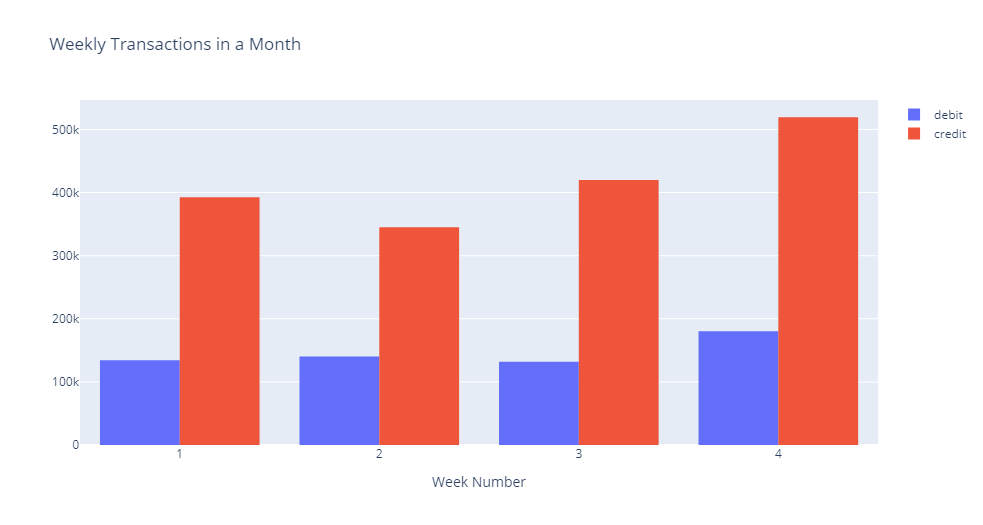 Weekly Transactions in a Month
debit
credit
500k
400k
300k
200k
100k
0
1 2 3 4
Week Number